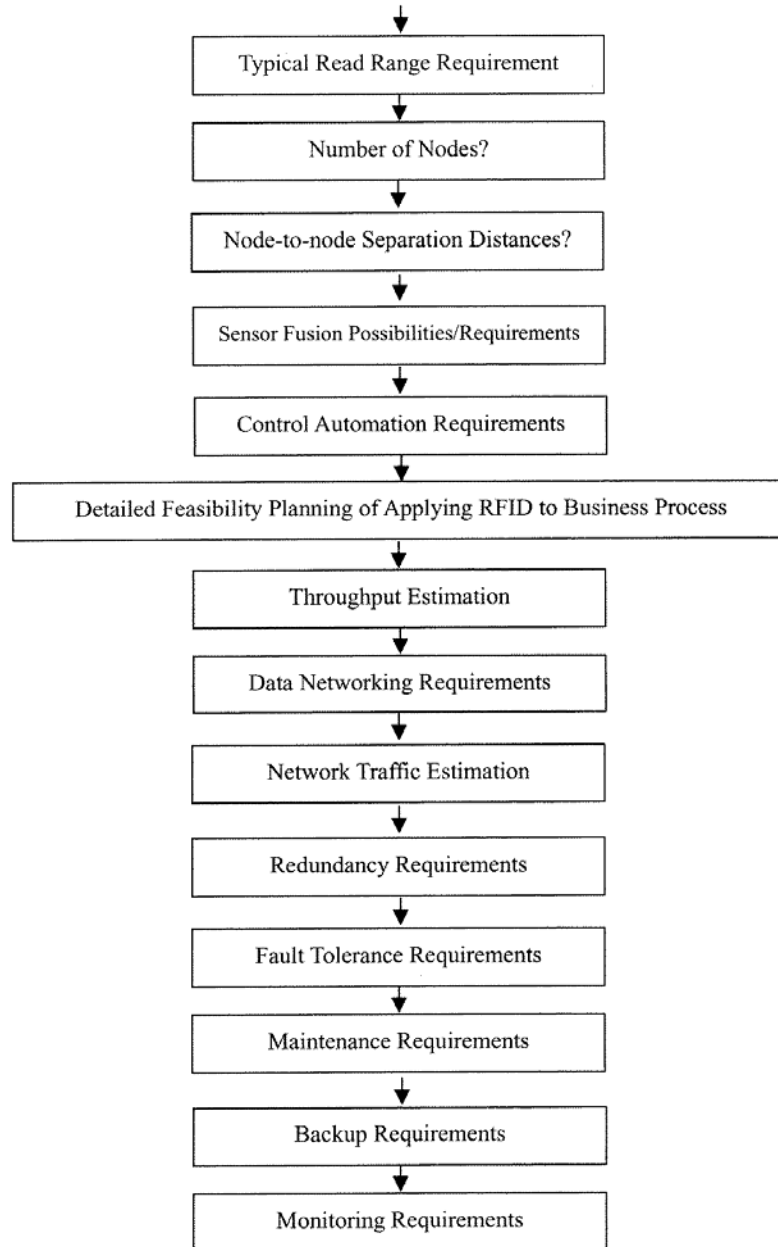 Typical Read Range Requirement
Number of Nodes?
Node-to-node Separation Distances?
Sensor Fusion Possibilities/Requirements
Control Automation Requirements
Detailed Feasibility Planning of Applying RFID to Business Process
Throughput Estimation
Data Networking Requirements
Network Traffic Estimation
Redundancy Requirements
Fault Tolerance Requirements
Maintenance Requirements
Backup Requirements
Monitoring Requirements